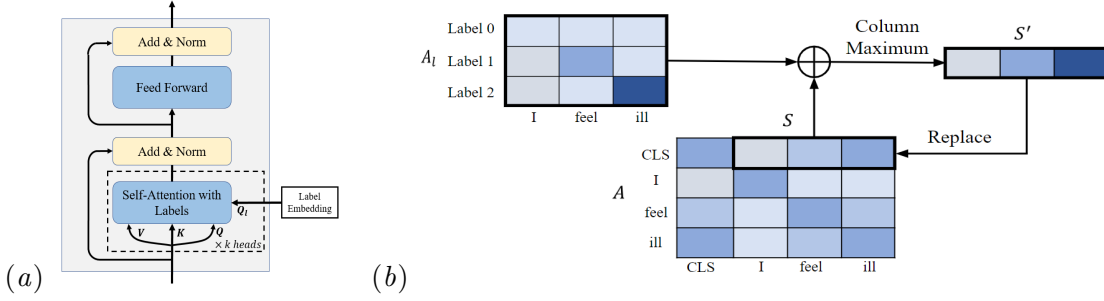 Add & Norm
Feed Forward
Add & Norm
Self-Attention with
Labels
Q_l
Label
Embedding
V K Q
× k heads
(a)
Label 0
A_l Label 1
Label 2
I feel ill
Column
Maximum
S′
S
Replace
CLS
I
A
feel
ill
CLS I feel ill
(b)